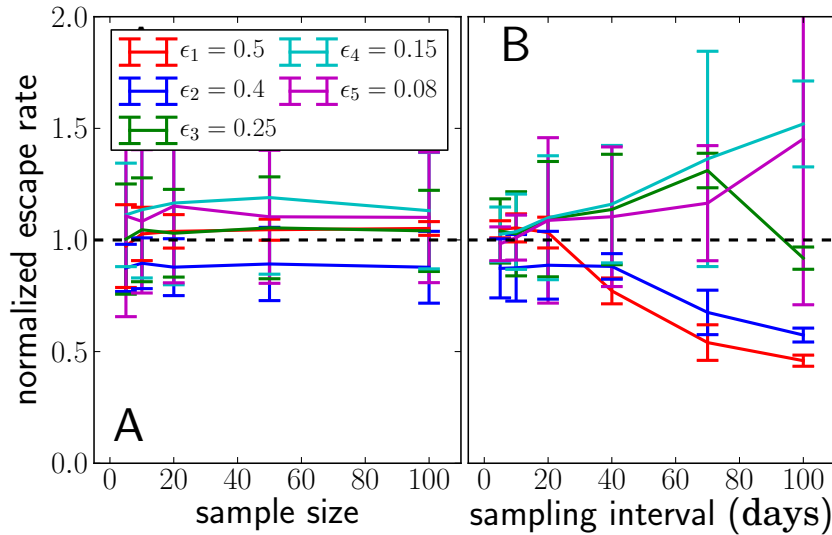 2.0
1.5
1.0
0.5
0.0
normalized escape rate
ϵ₁ = 0.5
ϵ₂ = 0.4
ϵ₃ = 0.25
ϵ₄ = 0.15
ϵ₅ = 0.08
A
0 20 40 60 80 100
sample size
B
0 20 40 60 80 100
sampling interval (days)